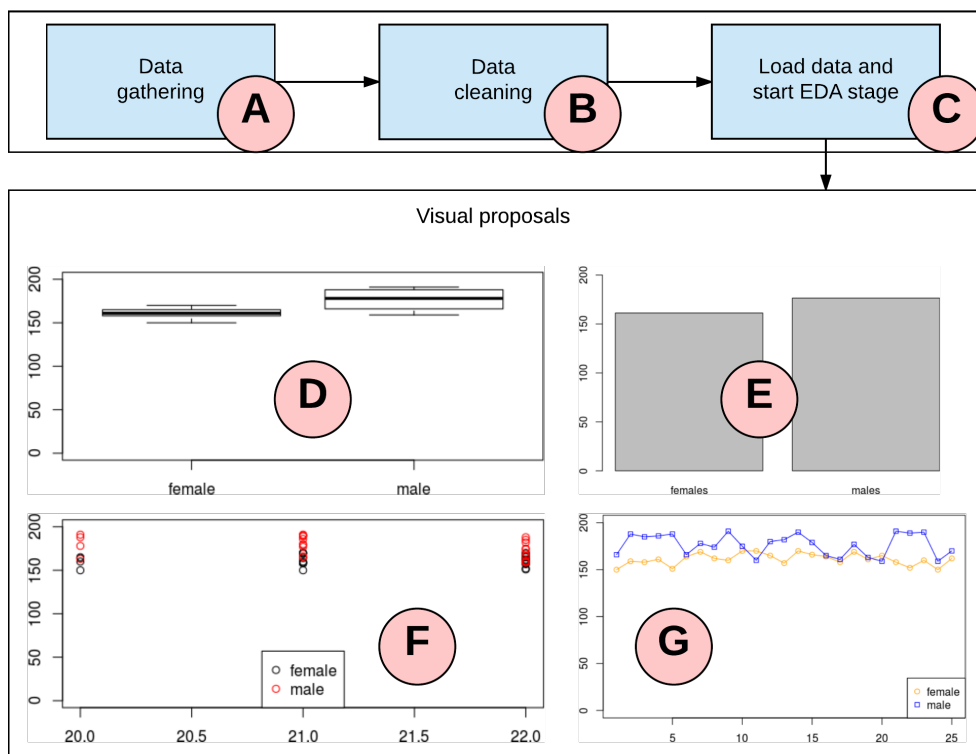 Data
gathering
A
Data
cleaning
B
Load data and
start EDA stage
C
Visual proposals
200
150
100
50
0
female
male
D
200
150
100
50
0
females
males
E
200
150
100
50
0
20.0
20.5
21.0
21.5
22.0
female
male
F
200
150
100
50
0
5
10
15
20
25
female
male
G